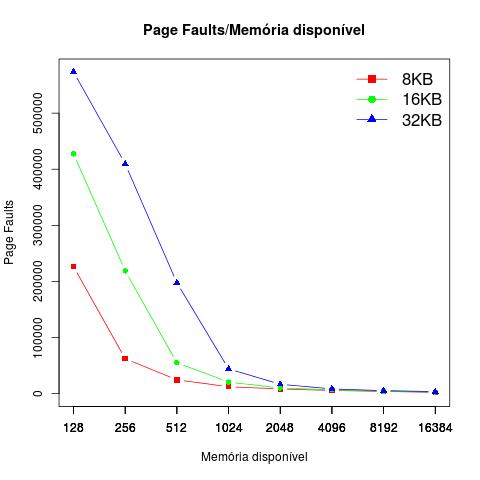 Page Faults/Memória disponível
8KB
16KB
32KB
Page Faults
500000
400000
300000
200000
100000
0
128 256 512 1024 2048 4096 8192 16384
Memória disponível